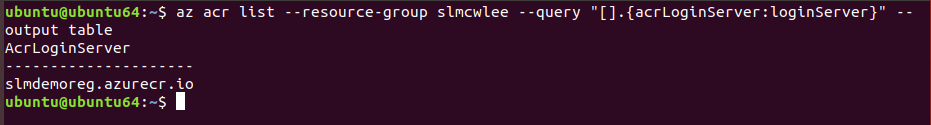 ubuntu@ubuntu64:~$ az acr list --resource-group slmcwlee --query "[].{acrLoginServer:loginServer}" --
output table
AcrLoginServer
---------------------
slmdemoreg.azurecr.io
ubuntu@ubuntu64:~$